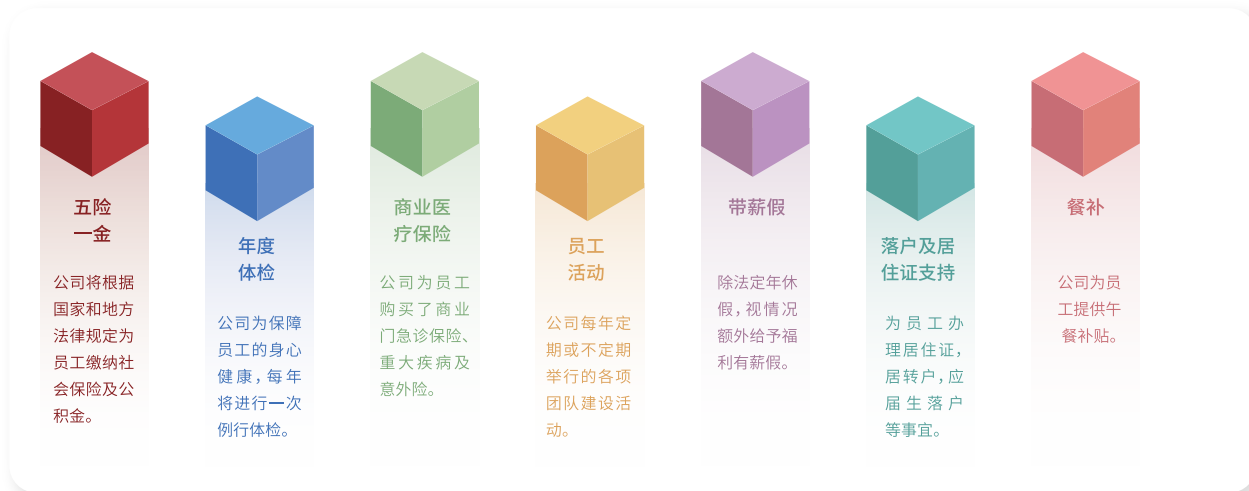 五险
一金
公司将根据
国家和地方
法律规定为
员工缴纳社
会保险及公
积金。
年度
体检
公司为保障
员工的身心
健康，每年
将进行一次
例行体检。
商业医
疗保险
公司为员工
购买了商业
门急诊保险、
重大疾病及
意外险。
员工
活动
公司每年定
期或不定期
举行的各项
团队建设活
动。
带薪假
除法定年休
假，视情况
额外给予福
利有薪假。
落户及居
住证支持
为员工办
理居住证，
居转户，应
届生落户
等事宜。
餐补
公司为员
工提供午
餐补贴。